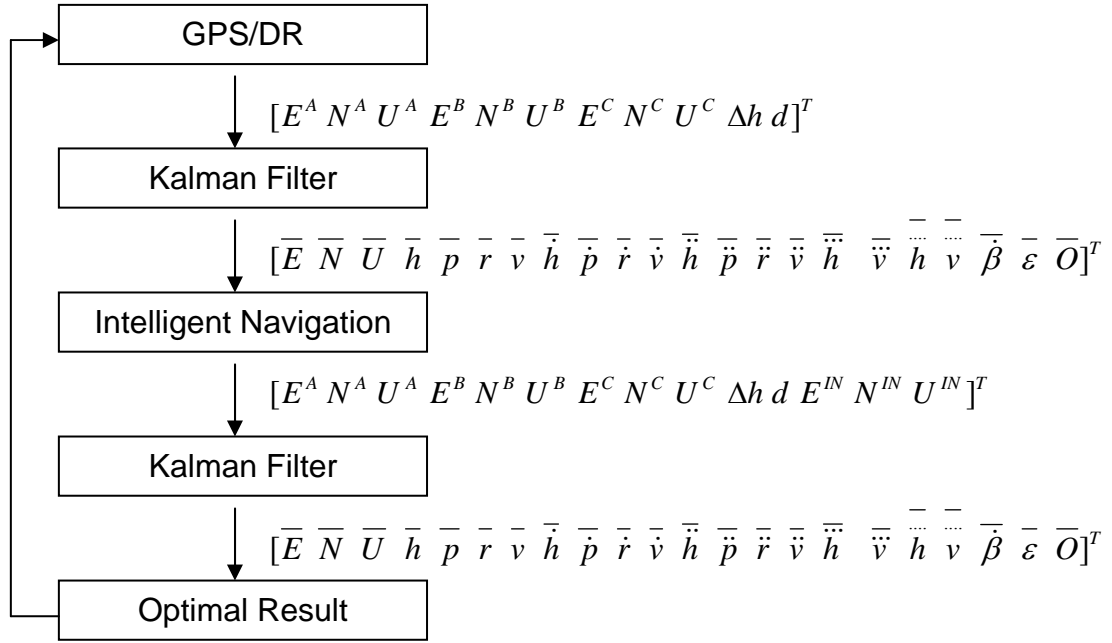 GPS/DR
[E^A N^A U^A E^B N^B U^B E^C N^C U^C Δh d]^T
Kalman Filter
[E̅ N̅ U̅ h̅ p̅ r̅ v̅ ḣ̅ ṗ̅ ṙ̅ v̇̅ ḧ̅ p̈̅ r̈̅ v̈̅ h⃛̅ v⃛̅ h⃜̅ v⃜̅ β̇̅ ε̅ O̅]^T
Intelligent Navigation
[E^A N^A U^A E^B N^B U^B E^C N^C U^C Δh d E^IN N^IN U^IN]^T
Kalman Filter
[E̅ N̅ U̅ h̅ p̅ r̅ v̅ ḣ̅ ṗ̅ ṙ̅ v̇̅ ḧ̅ p̈̅ r̈̅ v̈̅ h⃛̅ v⃛̅ h⃜̅ v⃜̅ β̇̅ ε̅ O̅]^T
Optimal Result